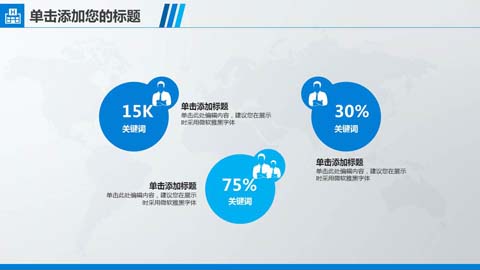 单击添加您的标题
15K
关键词
单击添加标题
单击此处编辑内容，建议您在展示
时采用微软雅黑字体
30%
关键词
单击添加标题
单击此处编辑内容，建议您在展示
时采用微软雅黑字体
单击添加标题
单击此处编辑内容，建议您在展示
时采用微软雅黑字体
75%
关键词